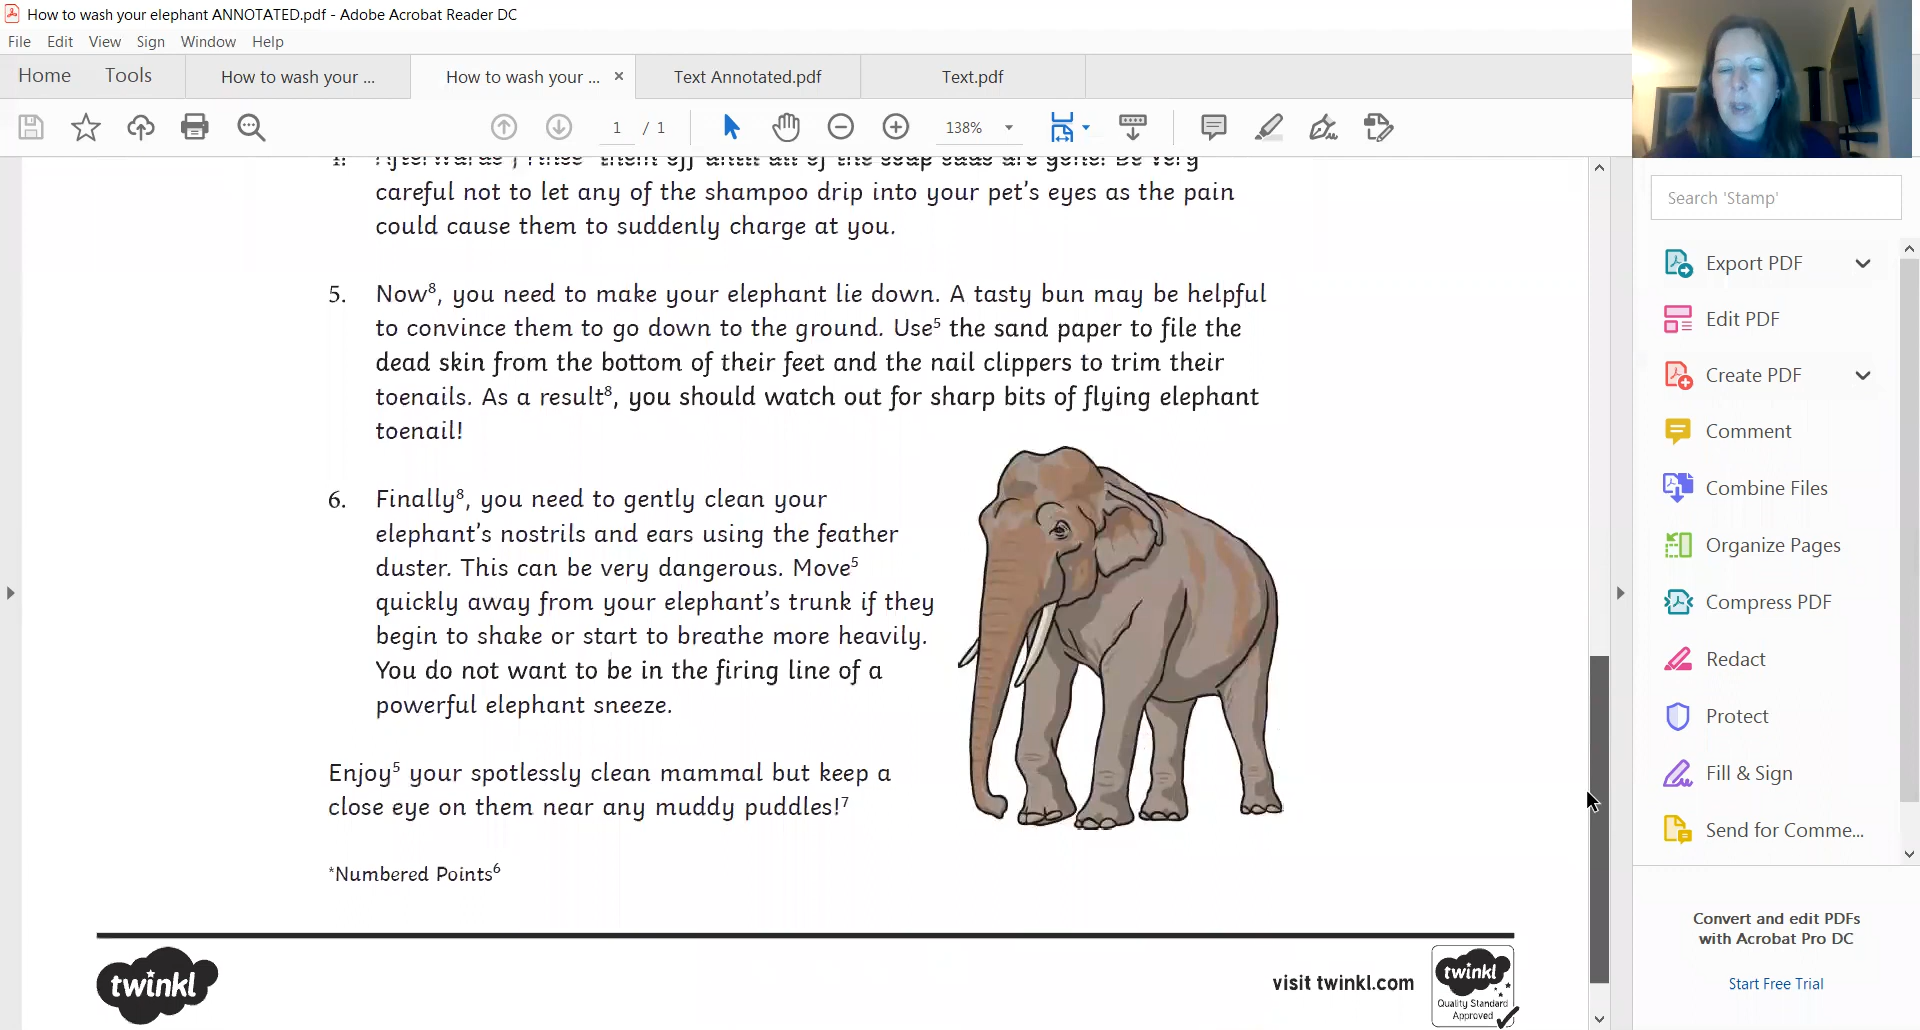 How to wash your elephant ANNOTATED.pdf - Adobe Acrobat Reader DC
File Edit View Sign Window Help
Home Tools How to wash your ... How to wash your ... × Text Annotated.pdf Text.pdf
1 / 1 138%
Search 'Stamp'
Export PDF
Edit PDF
Create PDF
Comment
Combine Files
Organize Pages
Compress PDF
Redact
Protect
Fill & Sign
Send for Comme...
Convert and edit PDFs
with Acrobat Pro DC
Start Free Trial
them off until all of the soap suds are gone. Be very
careful not to let any of the shampoo drip into your pet's eyes as the pain
could cause them to suddenly charge at you.
5. Now⁸, you need to make your elephant lie down. A tasty bun may be helpful
to convince them to go down to the ground. Use⁵ the sand paper to file the
dead skin from the bottom of their feet and the nail clippers to trim their
toenails. As a result⁸, you should watch out for sharp bits of flying elephant
toenail!
6. Finally⁸, you need to gently clean your
elephant's nostrils and ears using the feather
duster. This can be very dangerous. Move⁵
quickly away from your elephant's trunk if they
begin to shake or start to breathe more heavily.
You do not want to be in the firing line of a
powerful elephant sneeze.
Enjoy⁵ your spotlessly clean mammal but keep a
close eye on them near any muddy puddles!⁷
*Numbered Points⁶
twinkl
visit twinkl.com
twinkl
Quality Standard
Approved